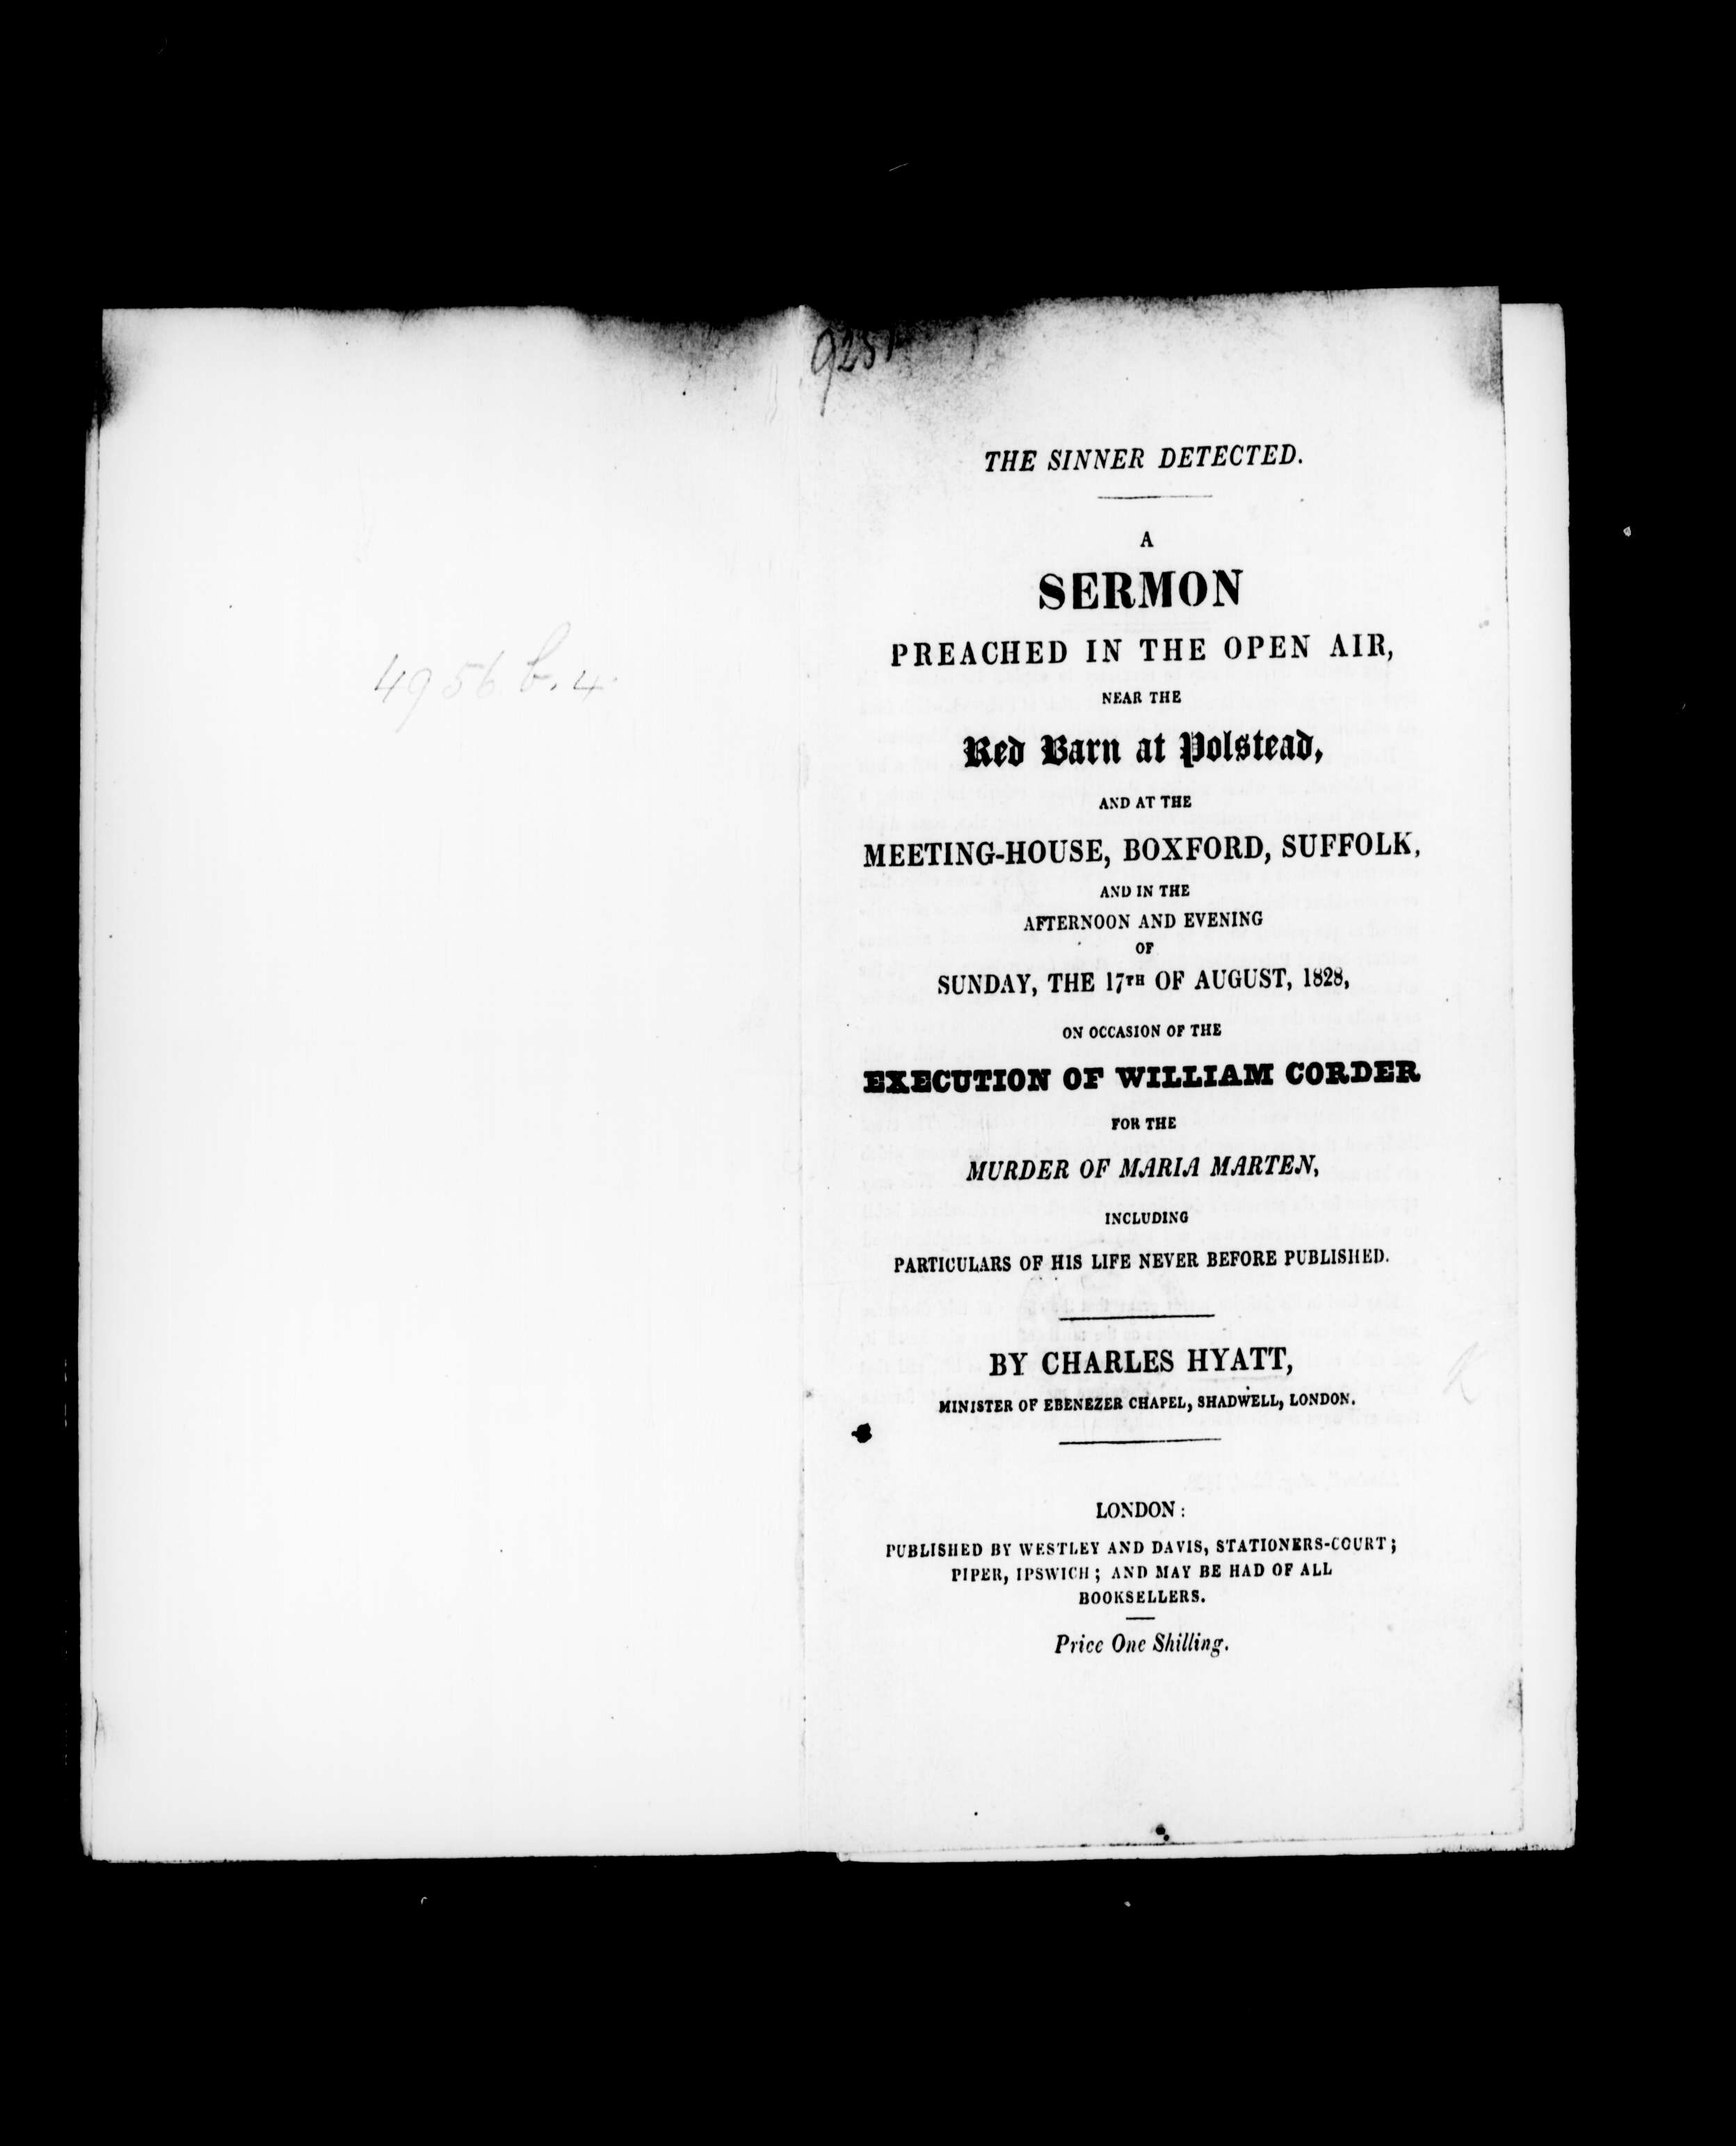 4956.b.4.
925
THE SINNER DETECTED.
A
SERMON
PREACHED IN THE OPEN AIR,
NEAR THE
Red Barn at Polstead,
AND AT THE
MEETING-HOUSE, BOXFORD, SUFFOLK,
AND IN THE
AFTERNOON AND EVENING
OF
SUNDAY, THE 17TH OF AUGUST, 1828,
ON OCCASION OF THE
EXECUTION OF WILLIAM CORDER
FOR THE
MURDER OF MARIA MARTEN,
INCLUDING
PARTICULARS OF HIS LIFE NEVER BEFORE PUBLISHED.
BY CHARLES HYATT,
MINISTER OF EBENEZER CHAPEL, SHADWELL, LONDON.
LONDON:
PUBLISHED BY WESTLEY AND DAVIS, STATIONERS-COURT;
PIPER, IPSWICH; AND MAY BE HAD OF ALL
BOOKSELLERS.
Price One Shilling.